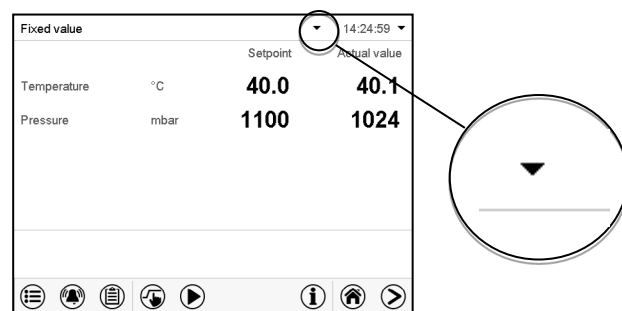 Fixed value 14:24:59
Setpoint Actual value
Temperature °C 40.0 40.1
Pressure mbar 1100 1024